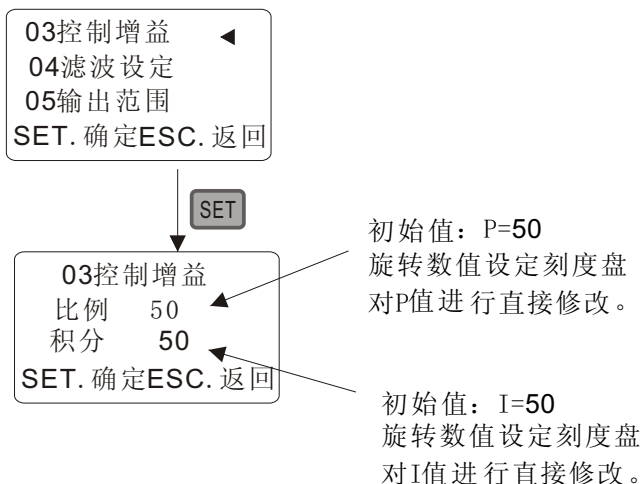 03控制增益 ◀
04滤波设定
05输出范围
SET.确定ESC.返回
SET
03控制增益
比例 50
积分 50
SET.确定ESC.返回
初始值：P=50
旋转数值设定刻度盘
对P值进行直接修改。
初始值：I=50
旋转数值设定刻度盘
对I值进行直接修改。